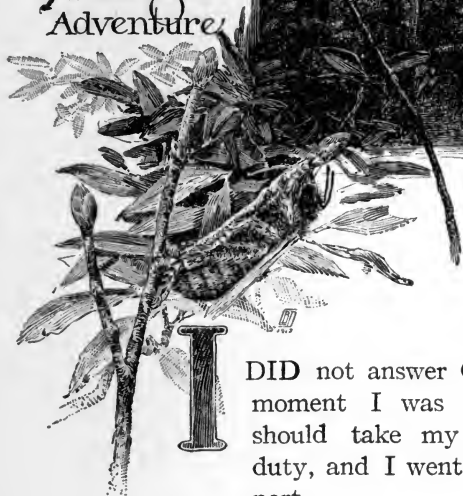 Adventure
I DID not answer
moment I was
should take my
duty, and I went